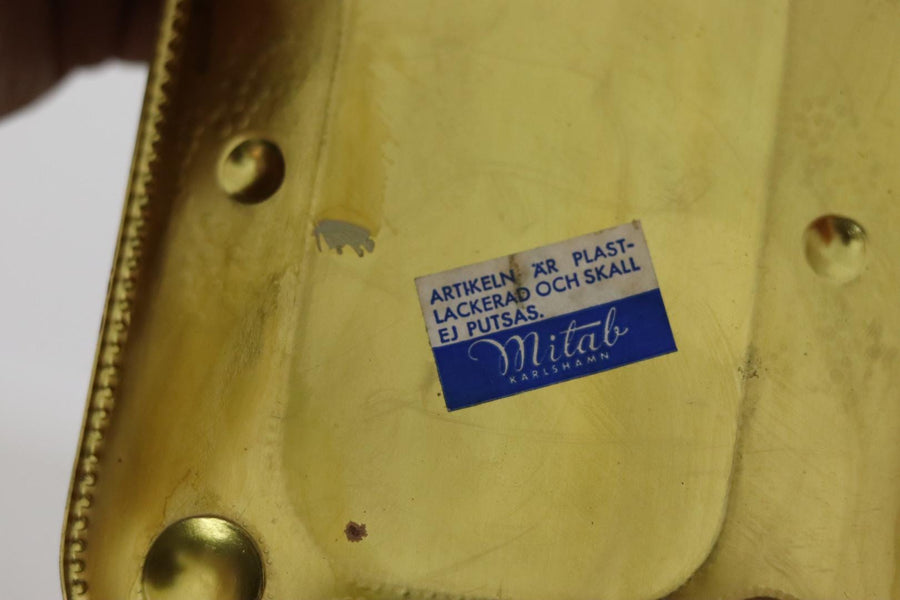 ARTIKELN ÄR PLAST-
LACKERAD OCH SKALL
EJ PUTSAS.
Mitab
KARLSHAMN